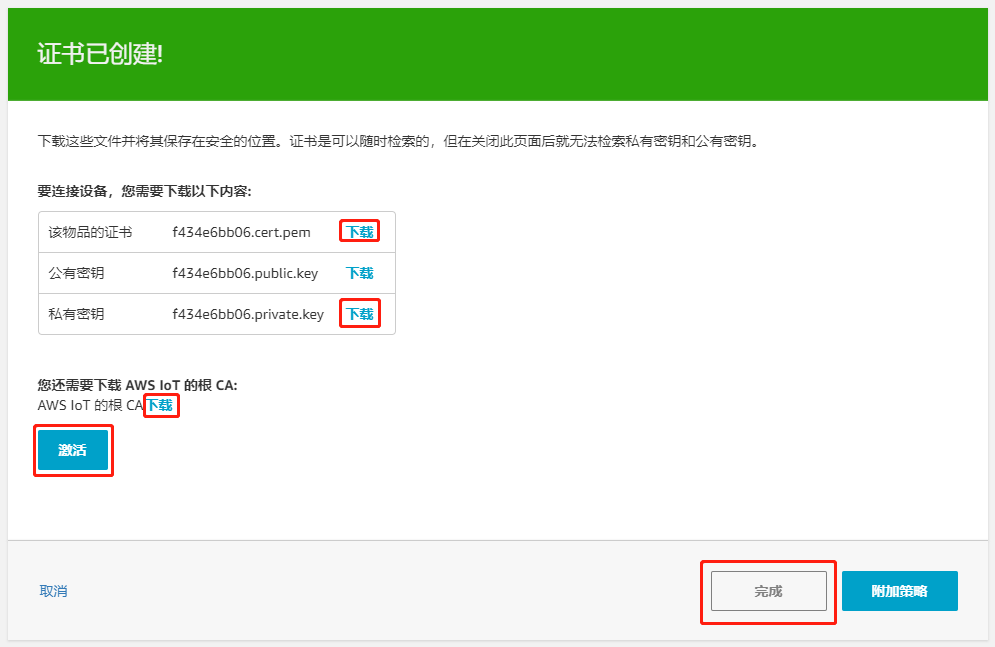 证书已创建!
下载这些文件并将其保存在安全的位置。证书是可以随时检索的，但在关闭此页面后就无法检索私有密钥和公有密钥。
要连接设备，您需要下载以下内容:
该物品的证书 f434e6bb06.cert.pem 下载
公有密钥 f434e6bb06.public.key 下载
私有密钥 f434e6bb06.private.key 下载
您还需要下载 AWS IoT 的根 CA:
AWS IoT 的根 CA下载
激活
取消 完成 附加策略